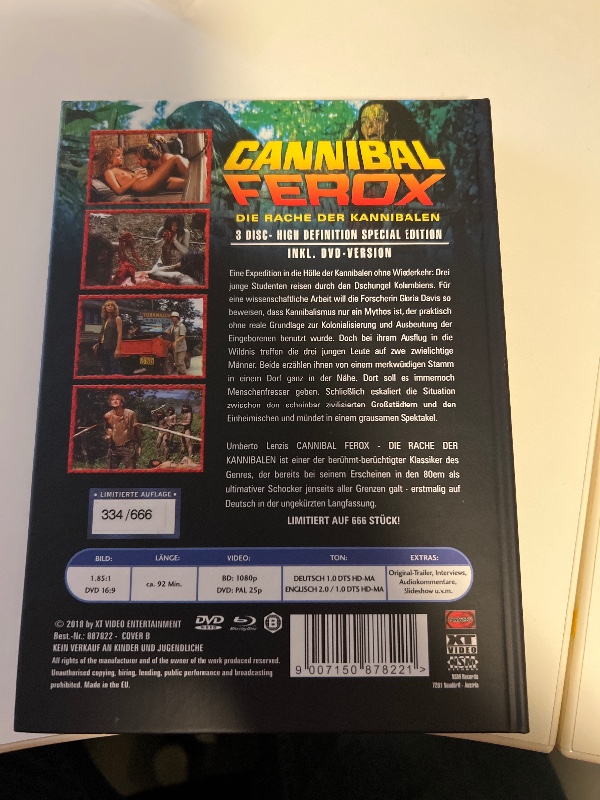 CANNIBAL
FEROX
DIE RACHE DER KANNIBALEN
3 DISC- HIGH DEFINITION SPECIAL EDITION
INKL. DVD-VERSION
Eine Expedition in die Hölle der Kannibalen ohne Wiederkehr: Drei
junge Studenten reisen durch den Dschungel Kolumbiens. Für
eine wissenschaftliche Arbeit will die Forscherin Gloria Davis so
beweisen, dass Kannibalismus nur ein Mythos ist, der praktisch
ohne reale Grundlage zur Kolonialisierung und Ausbeutung der
Eingeborenen benutzt wurde. Doch bei ihrem Ausflug in die
Wildnis treffen die drei jungen Leute auf zwe zwielichtige
Männer. Beide erzählen ihnen von einem merkwürdigen Stamm
in einem Dorf ganz in der Nähe. Dort soll es immernoch
Menschenfresser geben. Schließlich eskaliert die Situation
zwischen den scheinbar zivilisierten Großstädtern und den
Einheimischen und mündet in einem grausamen Spektakel.
Umberto Lenzis CANNIBAL FEROX - DIE RACHE DER
KANNIBALEN ist einer der berühmt-berüchtigter Klassiker des
Genres, der bereits bei seinem Erscheinen in den 80ern als
ultimativer Schocker jenseits aller Grenzen galt - erstmalig auf
Deutsch in der ungekürzten Langfassung.
LIMITIERT AUF 666 STÜCK!
• LIMITIERTE AUFLAGE •
334/666
BILD: LÄNGE: VIDEO: TON: EXTRAS:
1.85:1 ca. 92 Min. BD: 1080p DEUTSCH 1.0 DTS HD-MA Original-Trailer, Interviews,
DVD 16:9 DVD: PAL 25p ENGLISCH 2.0 / 1.0 DTS HD-MA Audiokommentare,
Slideshow u.v.m.
© 2018 by XT VIDEO ENTERTAINMENT
Best.-Nr.: 887822 - COVER B
KEIN VERKAUF AN KINDER UND JUGENDLICHE
All rights of the manufacturer and of the owner of the work produced reserved.
Unauthorised copying, hiring, lending, public performance and broadcasting
prohibited. Made in the EU.
DVD
VIDEO
Blu-ray Disc
B
9 007150 878221 >
XT
VIDEO
NSM
NSM Records